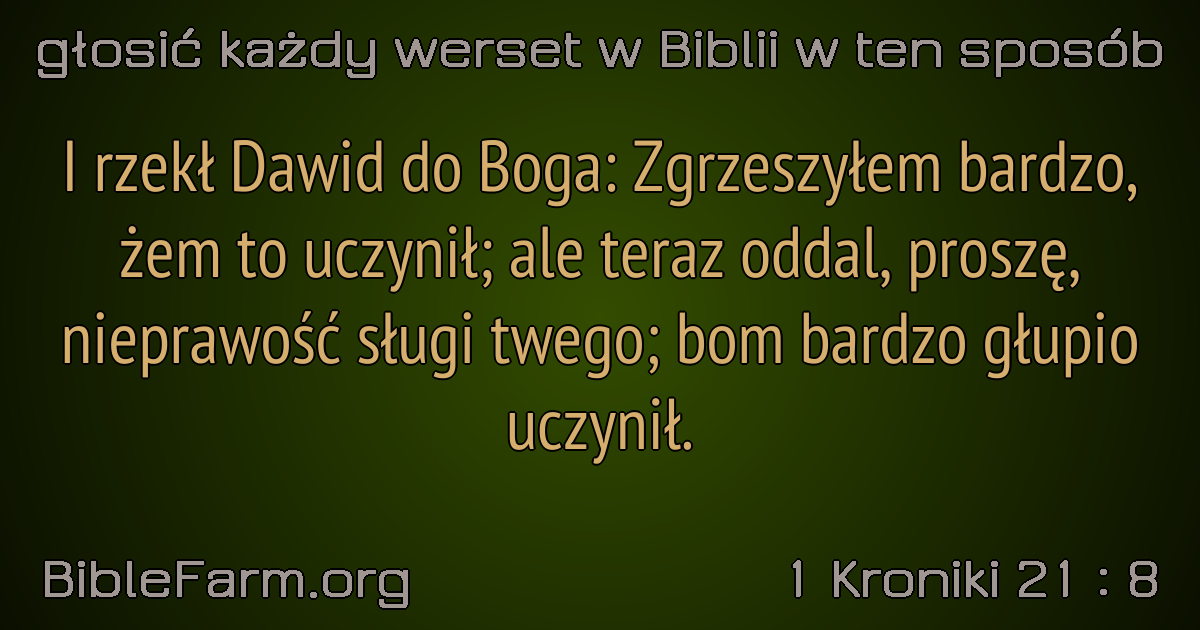 głosić każdy werset w Biblii w ten sposób
I rzekł Dawid do Boga: Zgrzeszyłem bardzo,
żem to uczynił; ale teraz oddal, proszę,
nieprawość sługi twego; bom bardzo głupio
uczynił.
BibleFarm.org
1 Kroniki 21 : 8